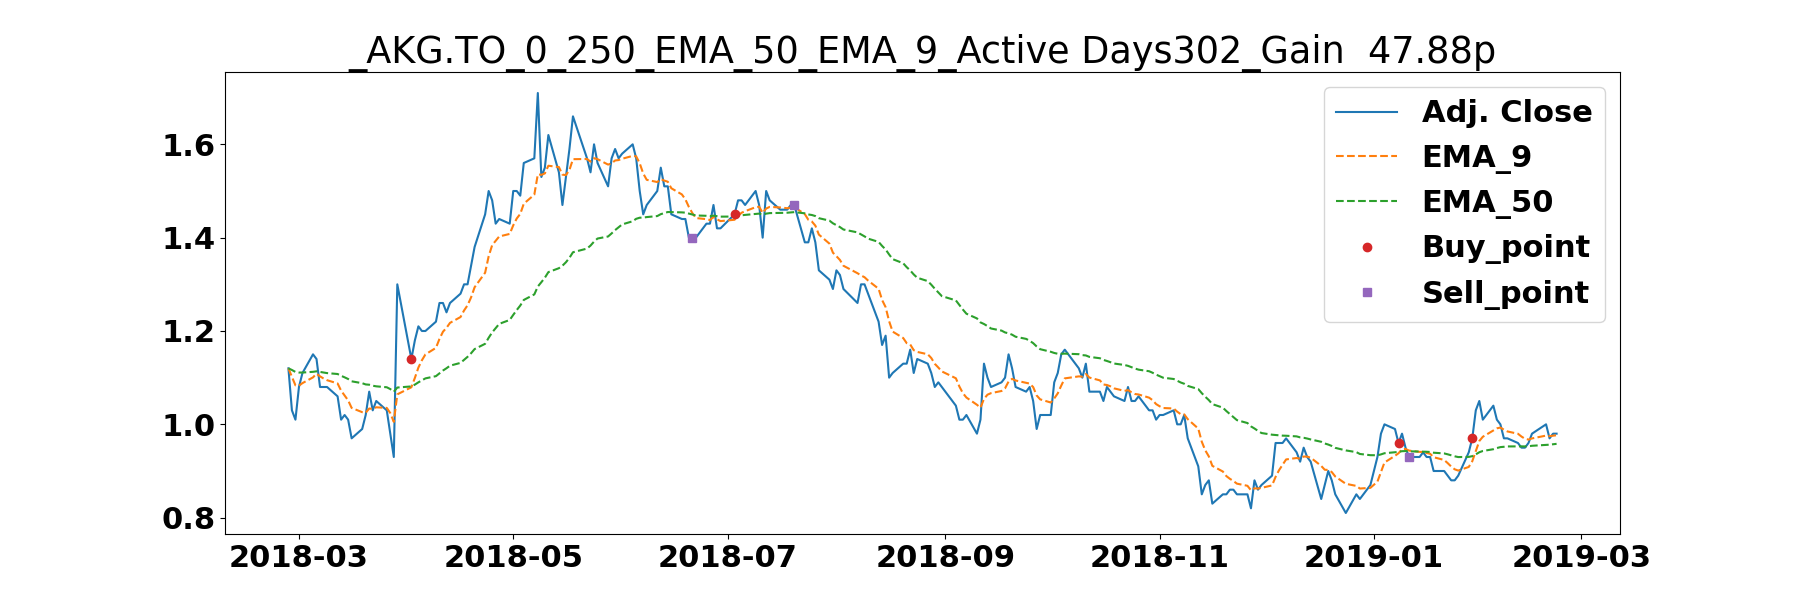 _AKG.TO_0_250_EMA_50_EMA_9_Active Days302_Gain  47.88p
Adj. Close
EMA_9
EMA_50
Buy_point
Sell_point
1.6
1.4
1.2
1.0
0.8
2018-03 2018-05 2018-07 2018-09 2018-11 2019-01 2019-03